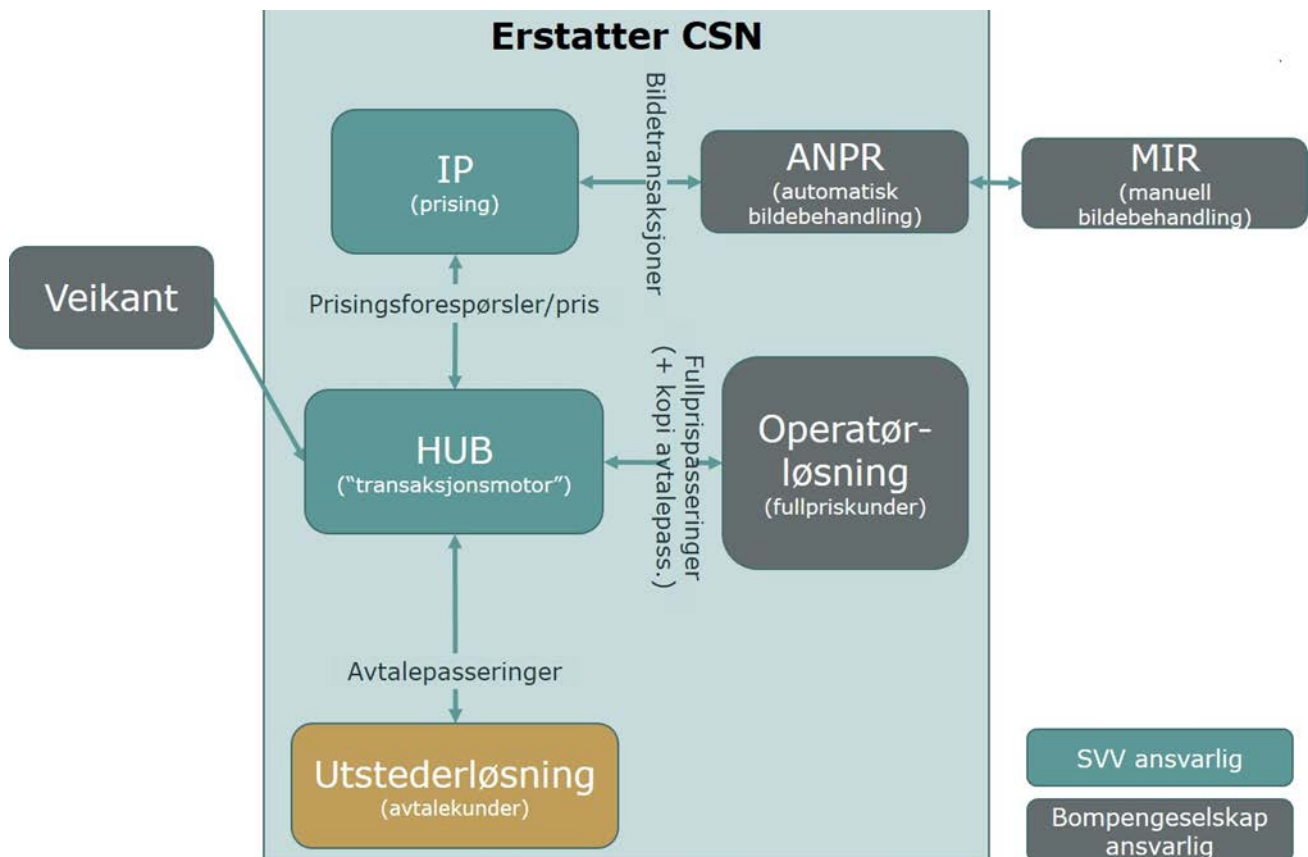 Erstatter CSN
IP
(prising)
Bildetransaksjoner
ANPR
(automatisk
bildebehandling)
MIR
(manuell
bildebehandling)
Veikant
Prisingsforespørsler/pris
HUB
("transaksjonsmotor")
Fullprispasseringer
(+ kopi avtalepass.)
Operatør-
løsning
(fullpriskunder)
Avtalepasseringer
Utstederløsning
(avtalekunder)
SVV ansvarlig
Bompengeselskap
ansvarlig